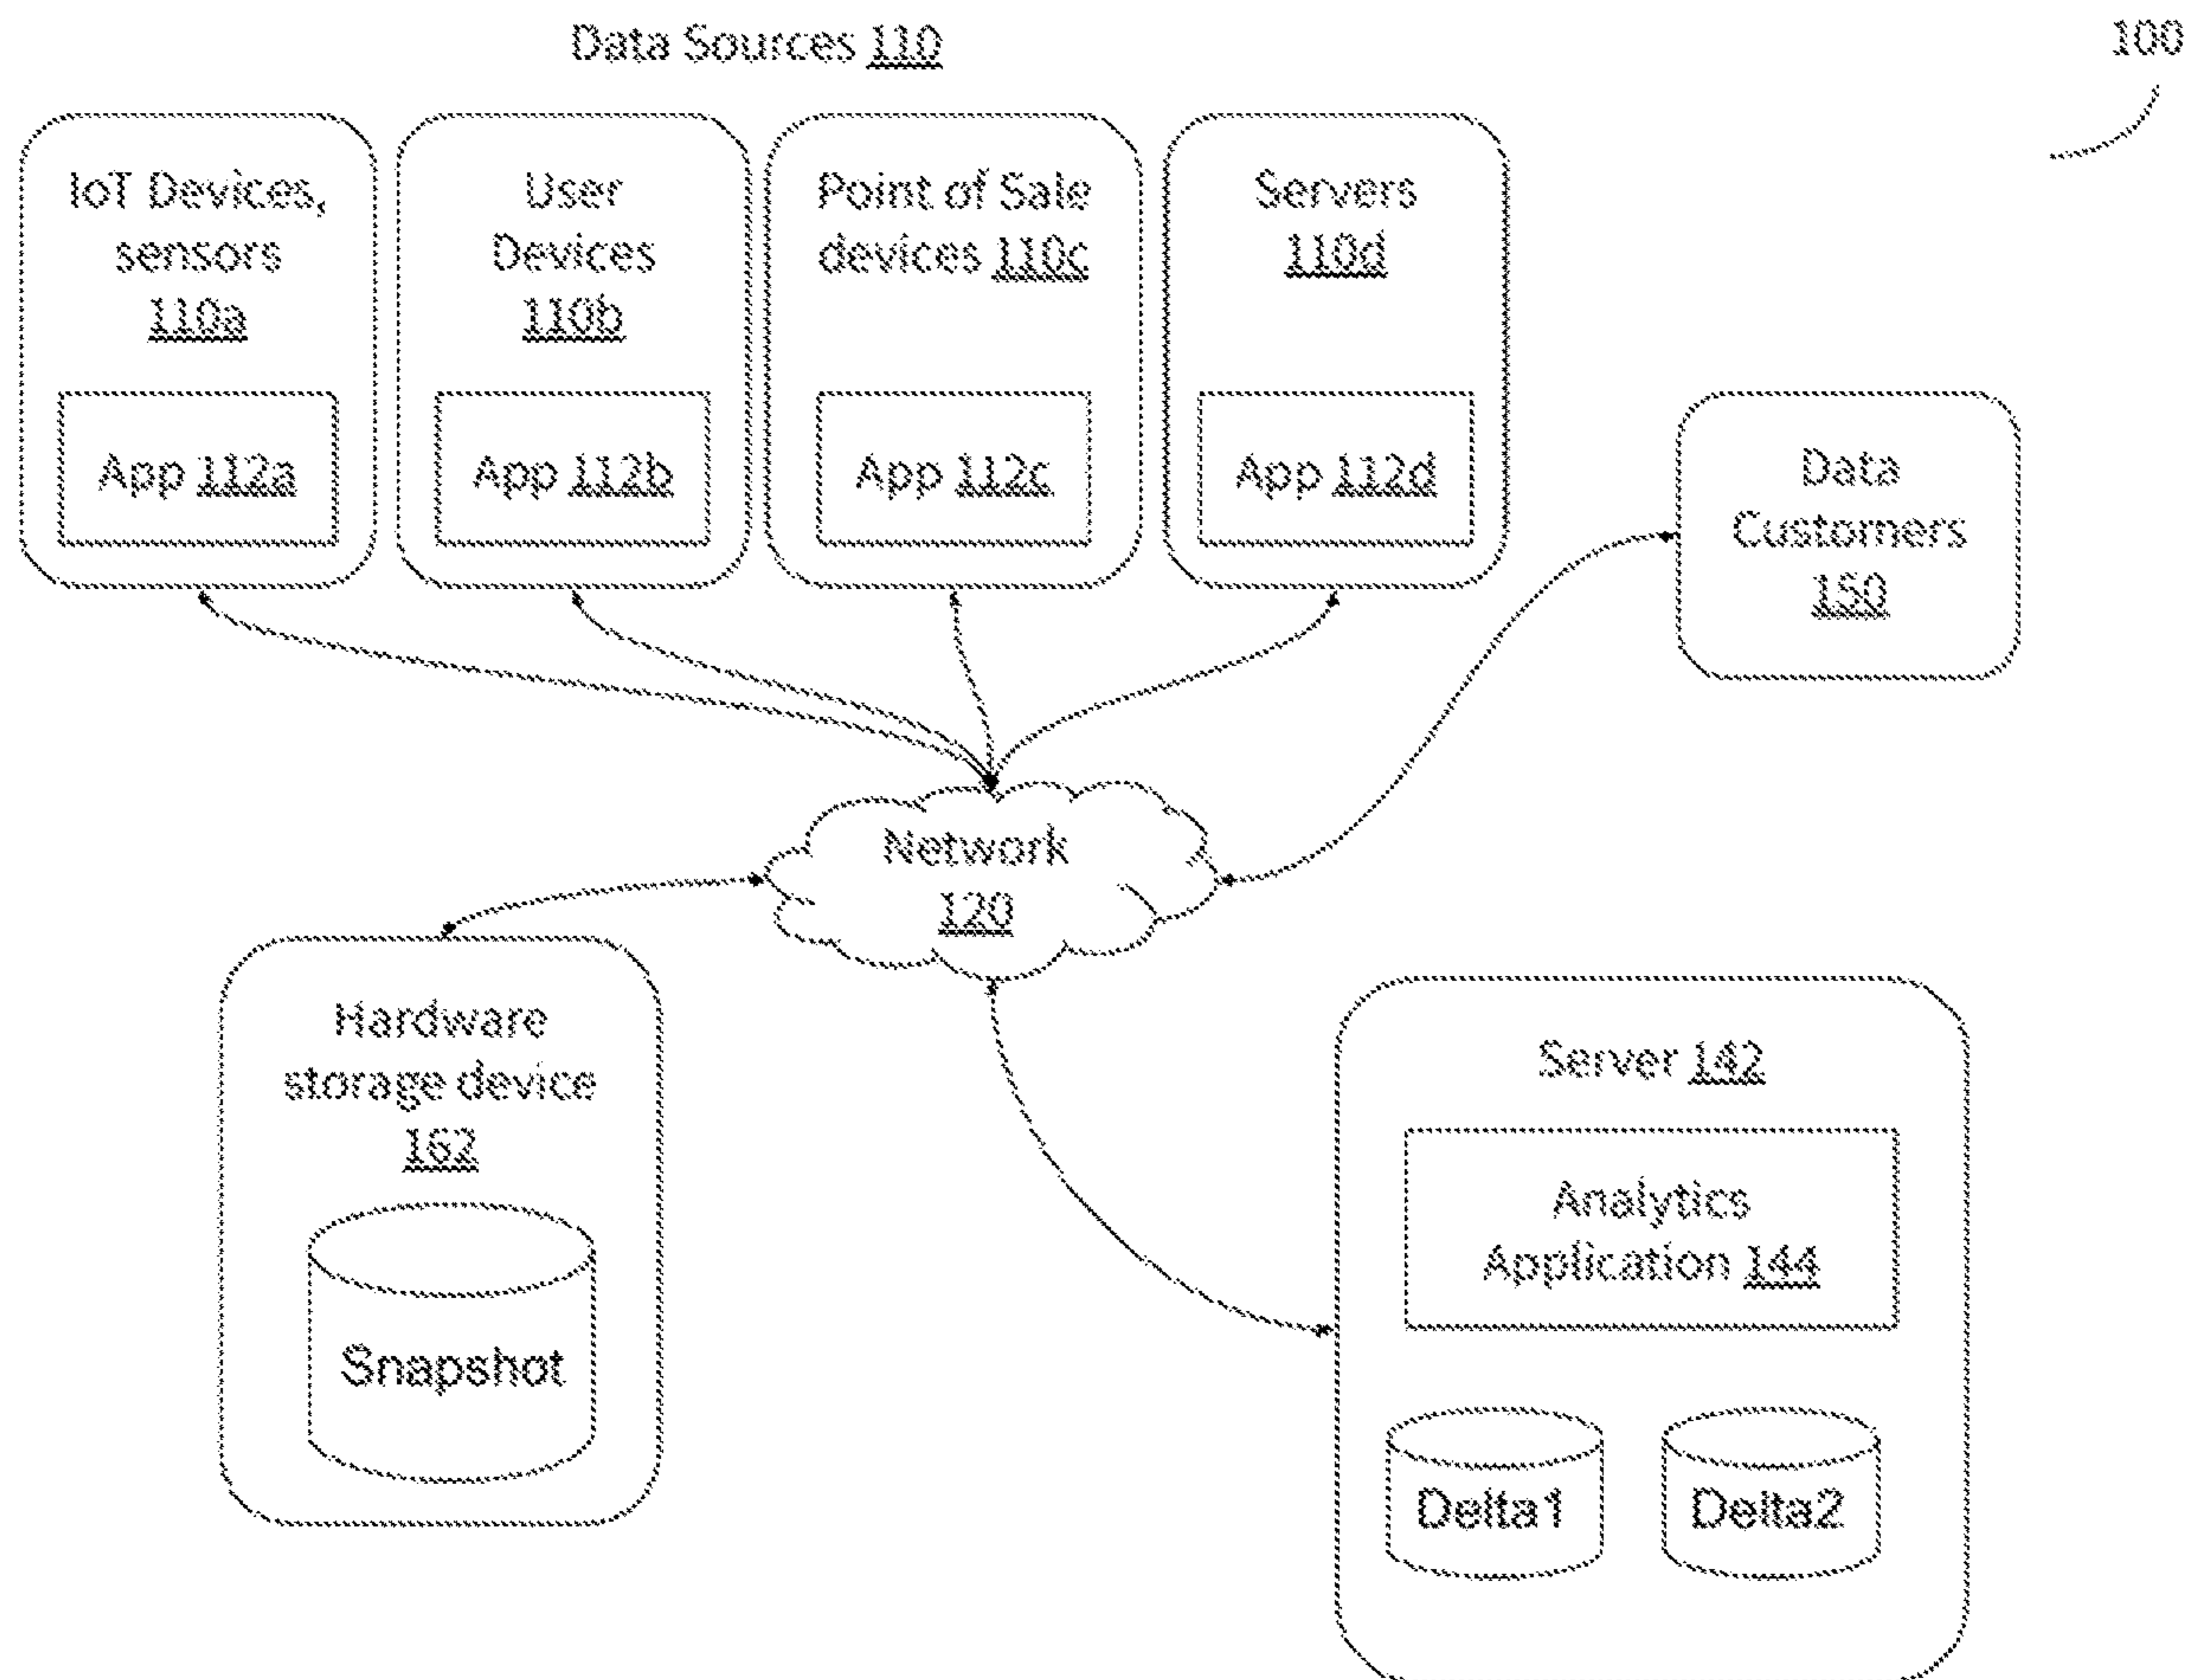 Data Sources 110
100
IoT Devices,
sensors
110a
App 112a
User
Devices
110b
App 112b
Point of Sale
devices 110c
App 112c
Servers
110d
App 112d
Data
Customers
150
Network
120
Hardware
storage device
162
Snapshot
Server 142
Analytics
Application 144
Delta1
Delta2